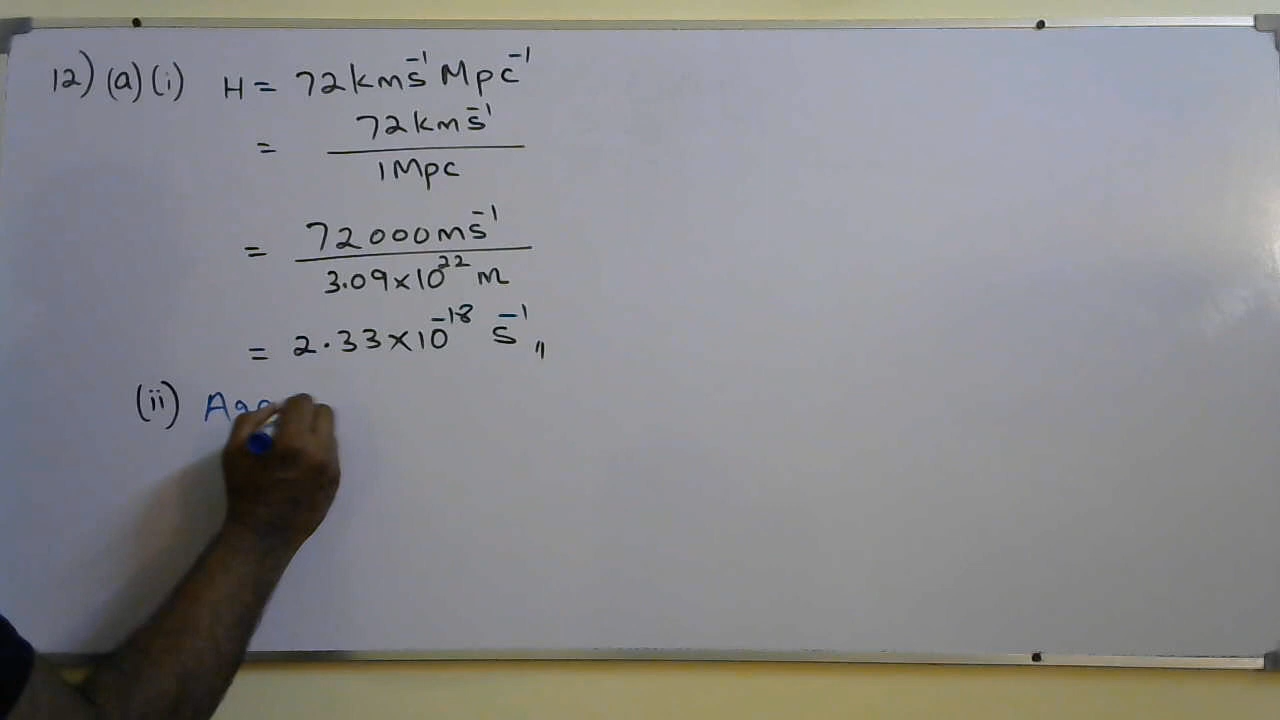 12) (a) (i) H = 72 km s⁻¹ Mpc⁻¹
= 72 km s⁻¹ / 1 Mpc
= 72000 m s⁻¹ / 3.09 × 10²² m
= 2.33 × 10⁻¹⁸ s⁻¹ 〃
(ii)